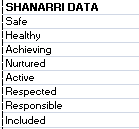 SHANARRI DATA
Safe
Healthy
Achieving
Nurtured
Active
Respected
Responsible
Included